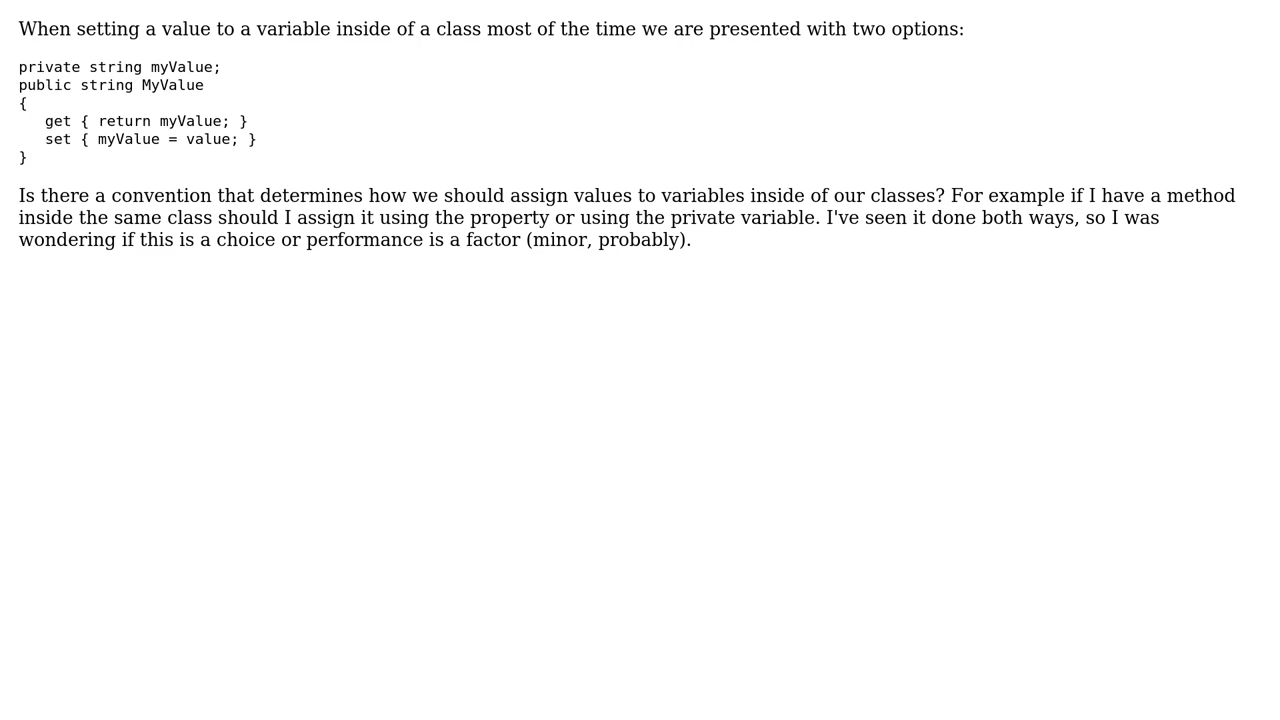 When setting a value to a variable inside of a class most of the time we are presented with two options:
private string myValue;
public string MyValue
{
   get { return myValue; }
   set { myValue = value; }
}
Is there a convention that determines how we should assign values to variables inside of our classes? For example if I have a method
inside the same class should I assign it using the property or using the private variable. I've seen it done both ways, so I was
wondering if this is a choice or performance is a factor (minor, probably).